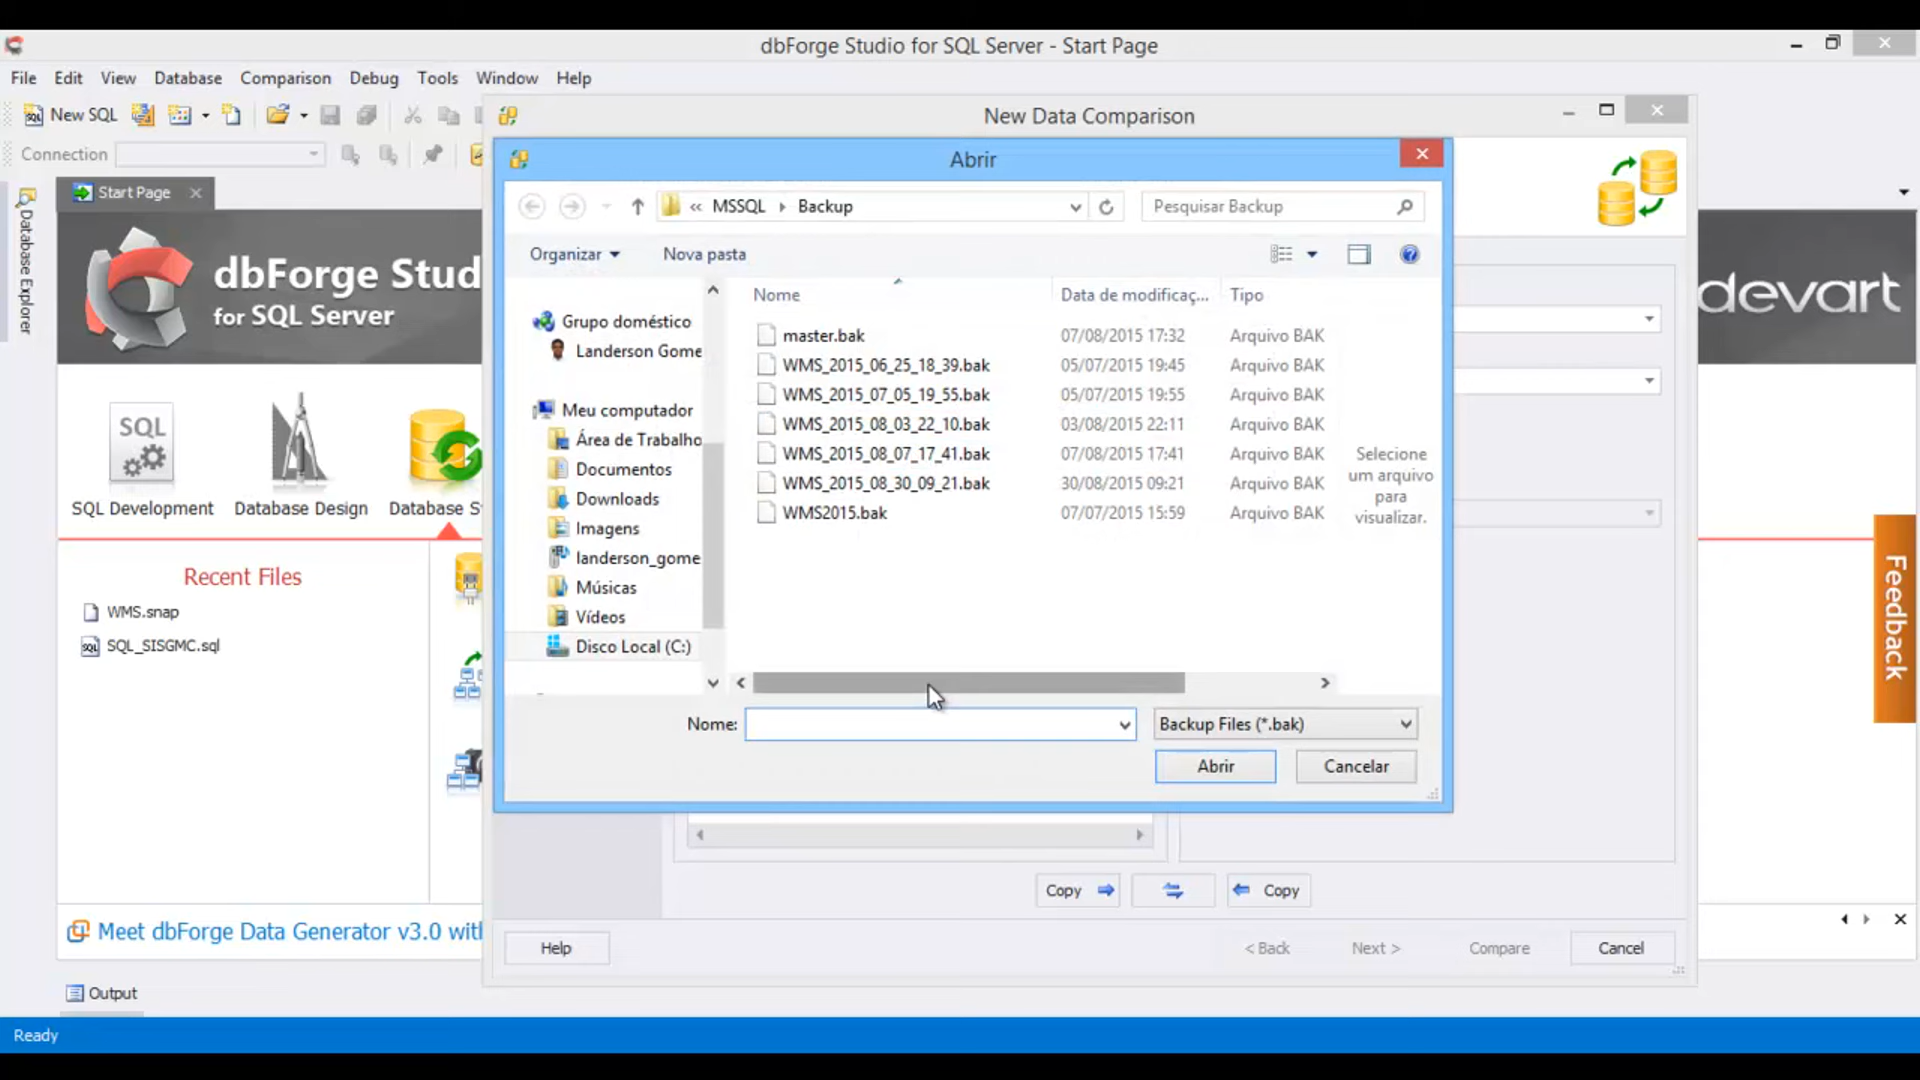 dbForge Studio for SQL Server - Start Page
File Edit View Database Comparison Debug Tools Window Help
New SQL
New Data Comparison
Connection
Abrir
Start Page
MSSQL Backup
Pesquisar Backup
Organizar
Nova pasta
Database Explorer
dbForge Stud
for SQL Server
devart
Nome Data de modificaç... Tipo
Grupo doméstico
Landerson Gome
Meu computador
Área de Trabalho
Documentos
Downloads
Imagens
landerson_gome
Músicas
Vídeos
Disco Local (C:)
master.bak 07/08/2015 17:32 Arquivo BAK
WMS_2015_06_25_18_39.bak 05/07/2015 19:45 Arquivo BAK
WMS_2015_07_05_19_55.bak 05/07/2015 19:55 Arquivo BAK
WMS_2015_08_03_22_10.bak 03/08/2015 22:11 Arquivo BAK
WMS_2015_08_07_17_41.bak 07/08/2015 17:41 Arquivo BAK
WMS_2015_08_30_09_21.bak 30/08/2015 09:21 Arquivo BAK
WMS2015.bak 07/07/2015 15:59 Arquivo BAK
Selecione
um arquivo
para
visualizar.
SQL
SQL Development Database Design Database S
Recent Files
WMS.snap
SQL_SISGMC.sql
Feedback
Nome:
Backup Files (*.bak)
Abrir Cancelar
Copy Copy
Meet dbForge Data Generator v3.0 with
Help < Back Next > Compare Cancel
Output
Ready